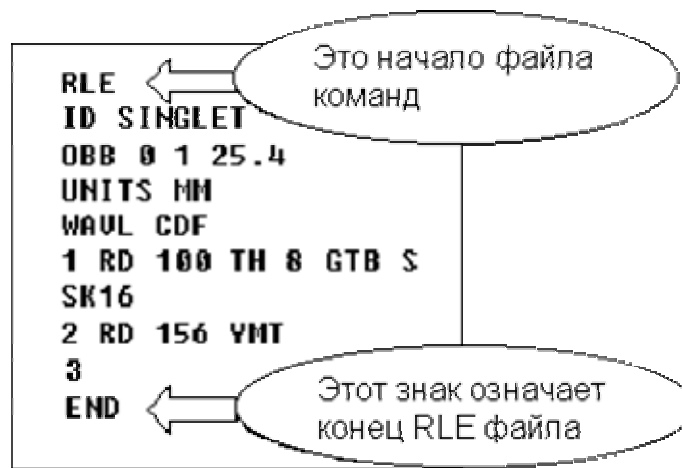 Это начало файла
команд
RLE
ID SINGLET
OBB 0 1 25.4
UNITS MM
WAVL CDF
1 RD 100 TH 8 GTB S
SK16
2 RD 156 YMT
3
END
Этот знак означает
конец RLE файла